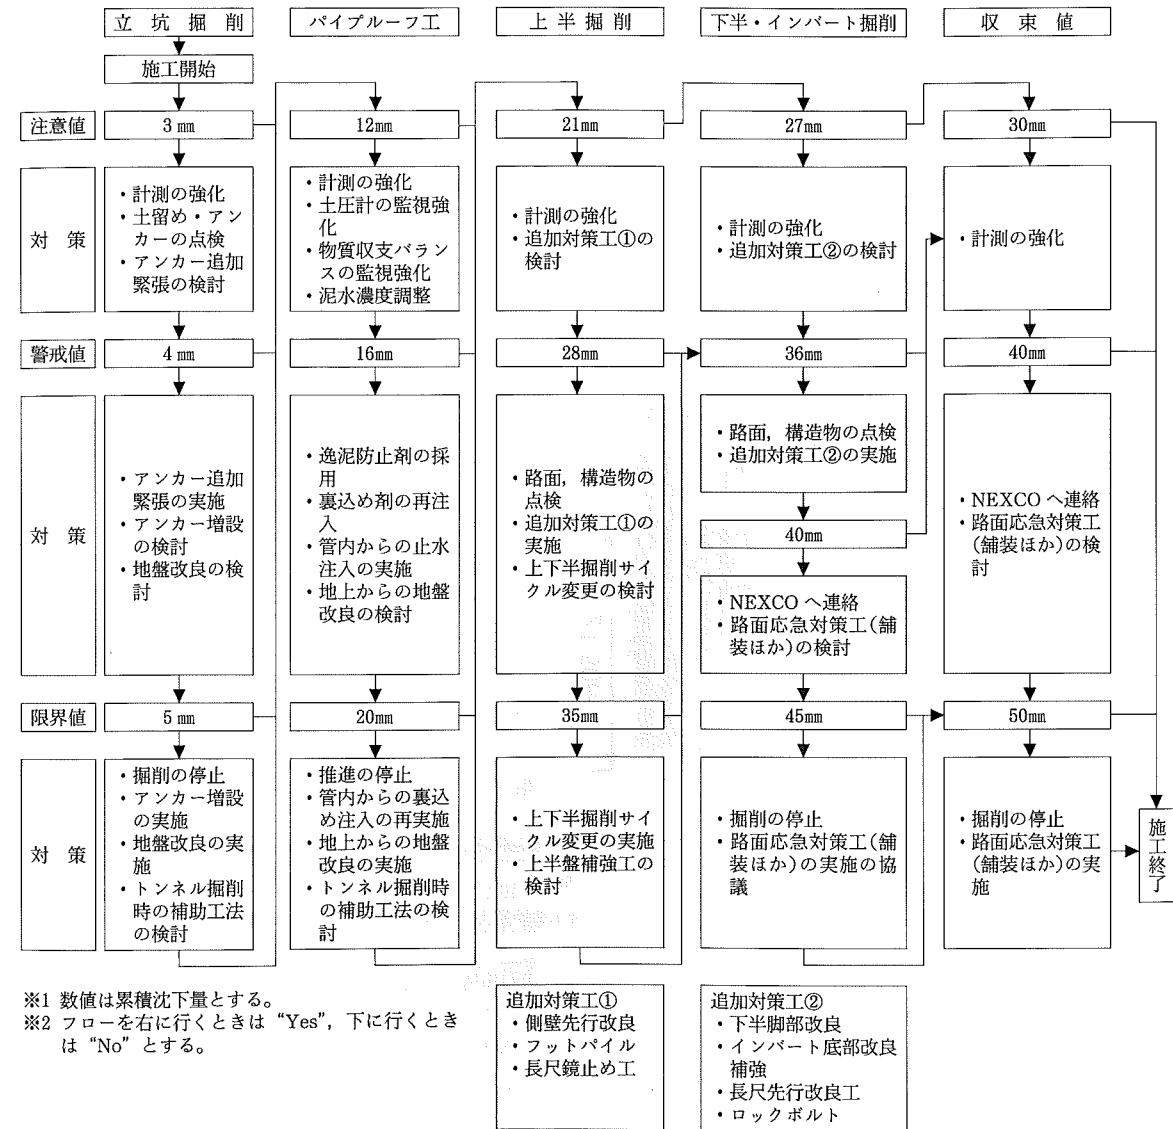 立坑掘削
パイプルーフ工
上半掘削
下半・インバート掘削
収束値
施工開始
注意値
3mm
12mm
21mm
27mm
30mm
対策
・計測の強化
・土留め・アン
カーの点検
・アンカー追加
緊張の検討
・計測の強化
・土圧計の監視強
化
・物質収支バラン
スの監視強化
・泥水濃度調整
・計測の強化
・追加対策工①の
検討
・計測の強化
・追加対策工②の検討
・計測の強化
警戒値
4mm
16mm
28mm
36mm
40mm
対策
・アンカー追加
緊張の実施
・アンカー増設
の検討
・地盤改良の検
討
・逸泥防止剤の採
用
・裏込め剤の再注
入
・管内からの止水
注入の実施
・地上からの地盤
改良の検討
・路面，構造物の
点検
・追加対策工①の
実施
・上下半掘削サイ
クル変更の検討
・路面，構造物の点検
・追加対策工②の実施
40mm
・NEXCOへ連絡
・路面応急対策工(舗
装ほか)の検討
・NEXCOへ連絡
・路面応急対策工
(舗装ほか)の検
討
限界値
5mm
20mm
35mm
45mm
50mm
対策
・掘削の停止
・アンカー増設
の実施
・地盤改良の実
施
・トンネル掘削
時の補助工法
の検討
・推進の停止
・管内からの裏込
め注入の再実施
・地上からの地盤
改良の実施
・トンネル掘削時
の補助工法の検
討
・上下半掘削サイ
クル変更の実施
・上半盤補強工の
検討
・掘削の停止
・路面応急対策工(舗
装ほか)の実施の協
議
・掘削の停止
・路面応急対策工
(舗装ほか)の実
施
施工終了
※1 数値は累積沈下量とする。
※2 フローを右に行くときは “Yes”，下に行くとき
は “No” とする。
追加対策工①
・側壁先行改良
・フットパイル
・長尺鏡止め工
追加対策工②
・下半脚部改良
・インバート底部改良
補強
・長尺先行改良工
・ロックボルト